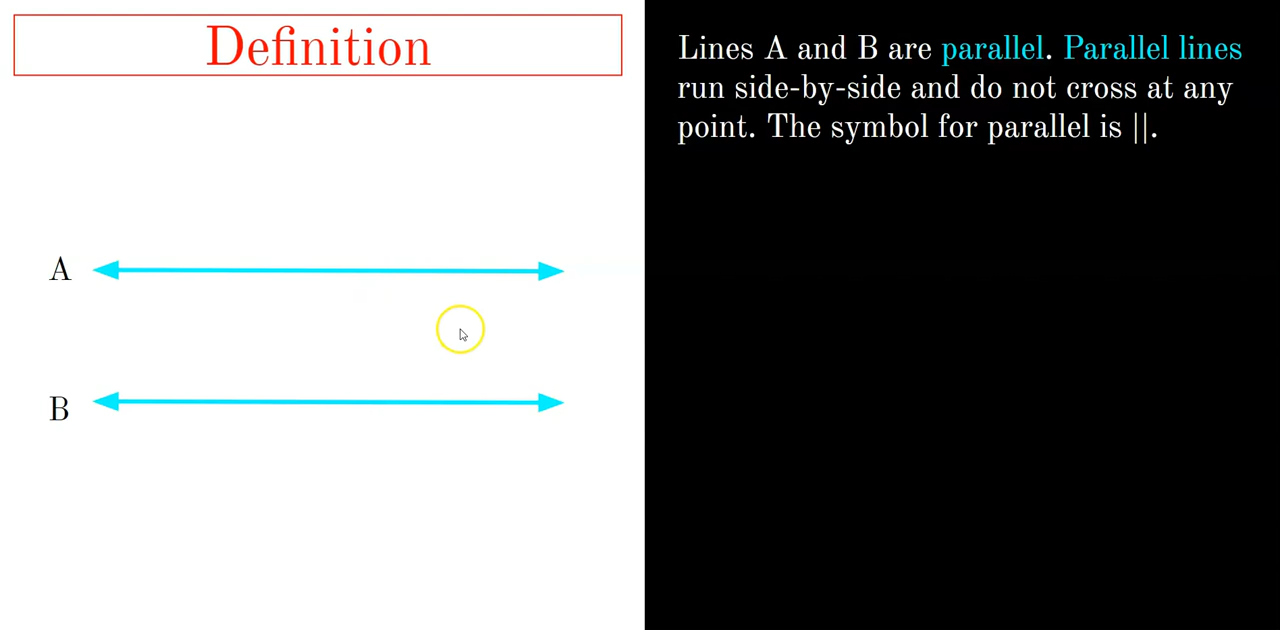 Definition
Lines A and B are parallel. Parallel lines
run side-by-side and do not cross at any
point. The symbol for parallel is ||.
A
B